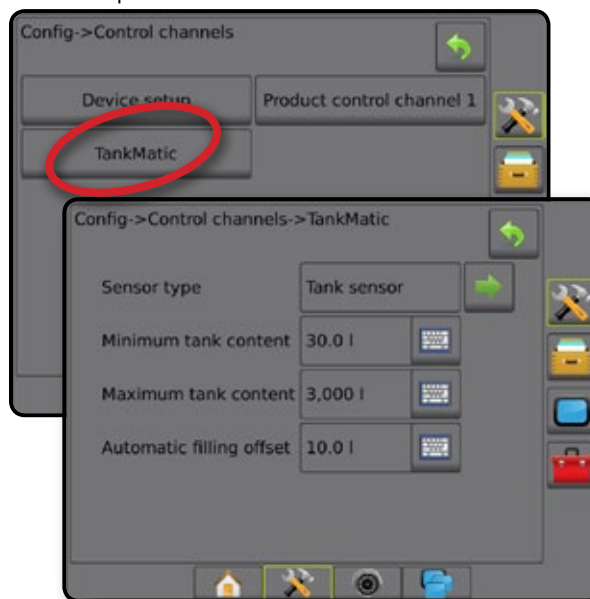 Config->Control channels
Device setup
Product control channel 1
TankMatic
Config->Control channels->TankMatic
Sensor type Tank sensor
Minimum tank content 30.0 l
Maximum tank content 3,000 l
Automatic filling offset 10.0 l